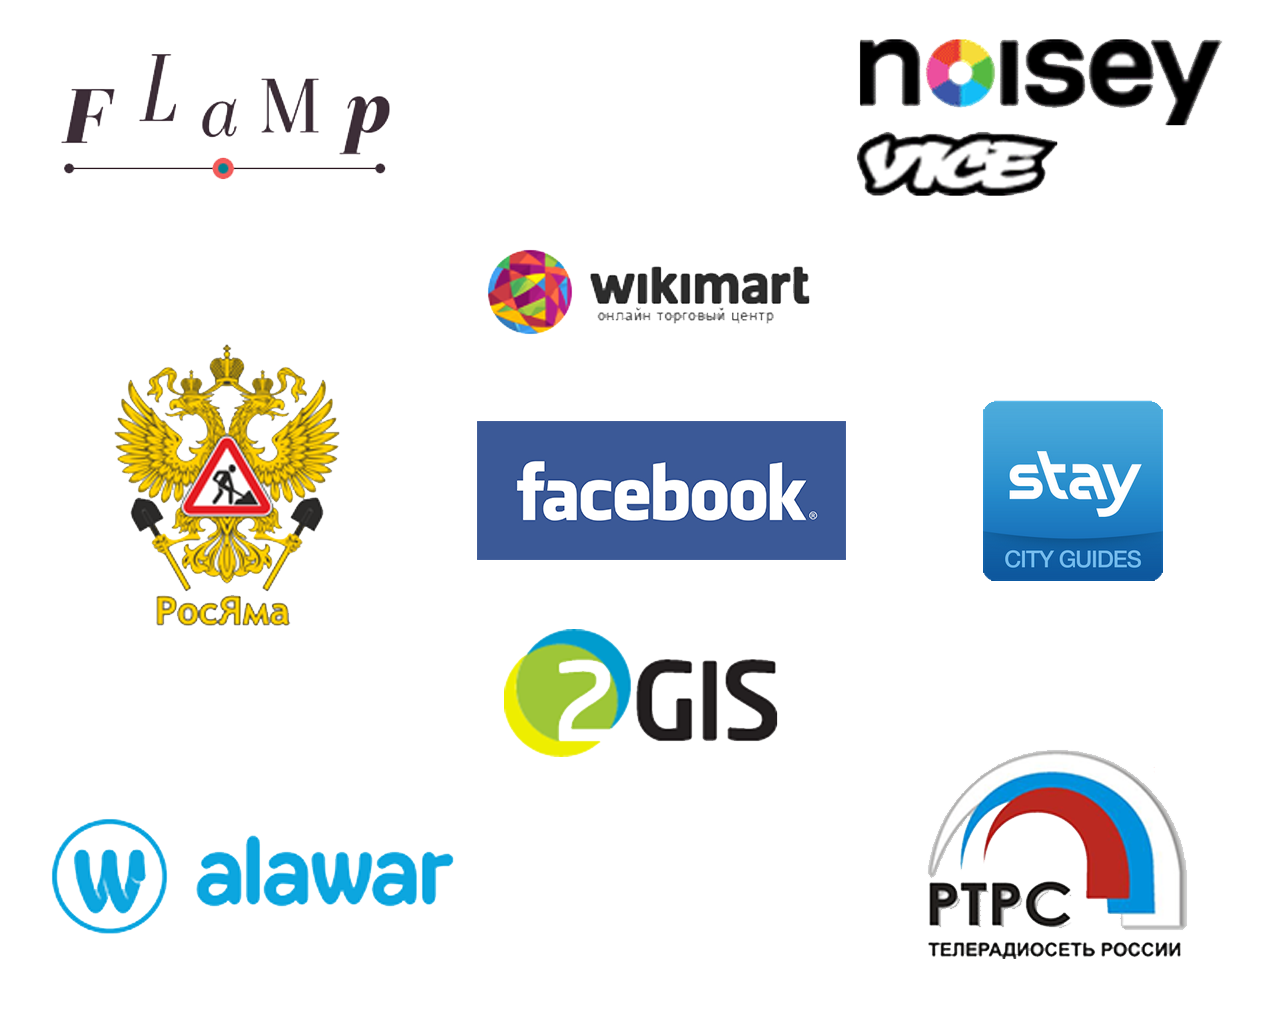 FLaMp
noisey
VICE
wikimart
онлайн торговый центр
РосЯма
facebook®
stay
CITY GUIDES
2GIS
w alawar
РТРС
ТЕЛЕРАДИОСЕТЬ РОССИИ